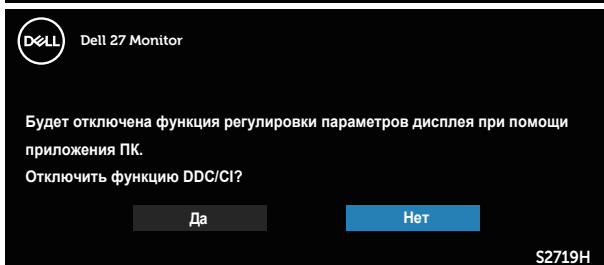 DELL
Dell 27 Monitor
Будет отключена функция регулировки параметров дисплея при помощи
приложения ПК.
Отключить функцию DDC/CI?
Да
Нет
S2719H